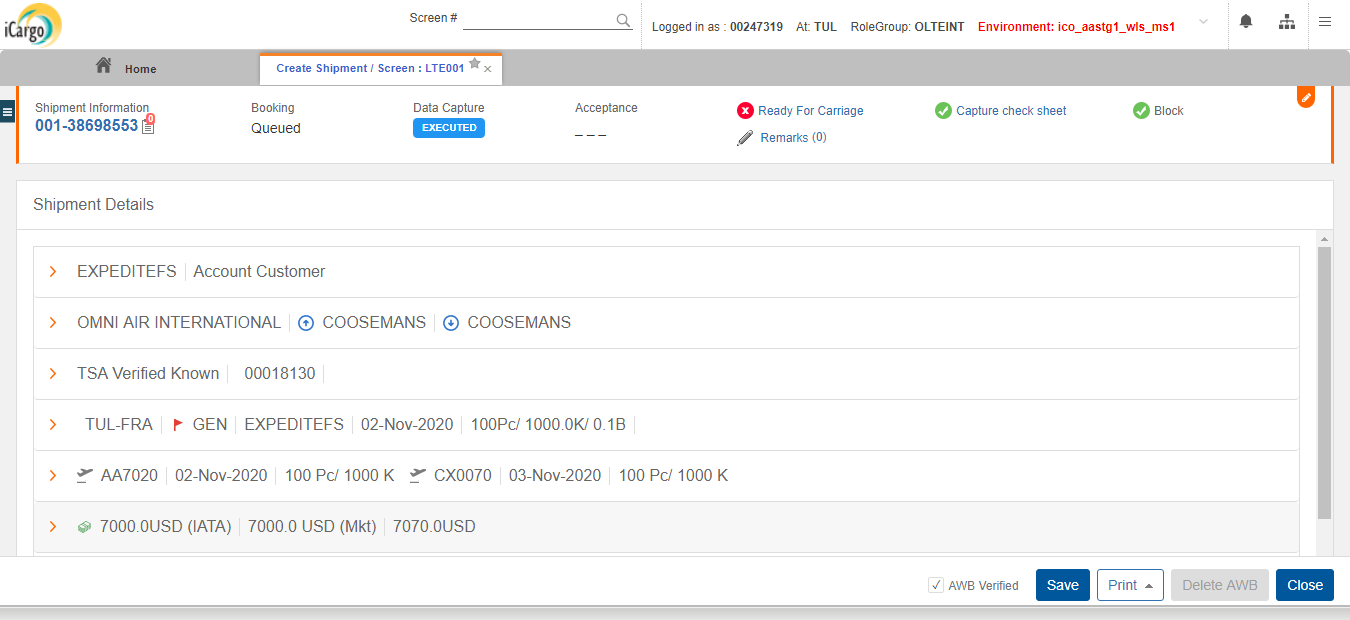 iCargo
Screen #
Logged in as : 00247319 At: TUL RoleGroup: OLTEINT Environment: ico_aastg1_wls_ms1
Home
Create Shipment / Screen : LTE001
Shipment Information
001-38698553
0
Booking
Queued
Data Capture
EXECUTED
Acceptance
_ _ _
Ready For Carriage
Remarks (0)
Capture check sheet
Block
Shipment Details
EXPEDITEFS Account Customer
OMNI AIR INTERNATIONAL COOSEMANS COOSEMANS
TSA Verified Known 00018130
TUL-FRA GEN EXPEDITEFS 02-Nov-2020 100Pc/ 1000.0K/ 0.1B
AA7020 02-Nov-2020 100 Pc/ 1000 K CX0070 03-Nov-2020 100 Pc/ 1000 K
7000.0USD (IATA) 7000.0 USD (Mkt) 7070.0USD
AWB Verified Save Print Delete AWB Close